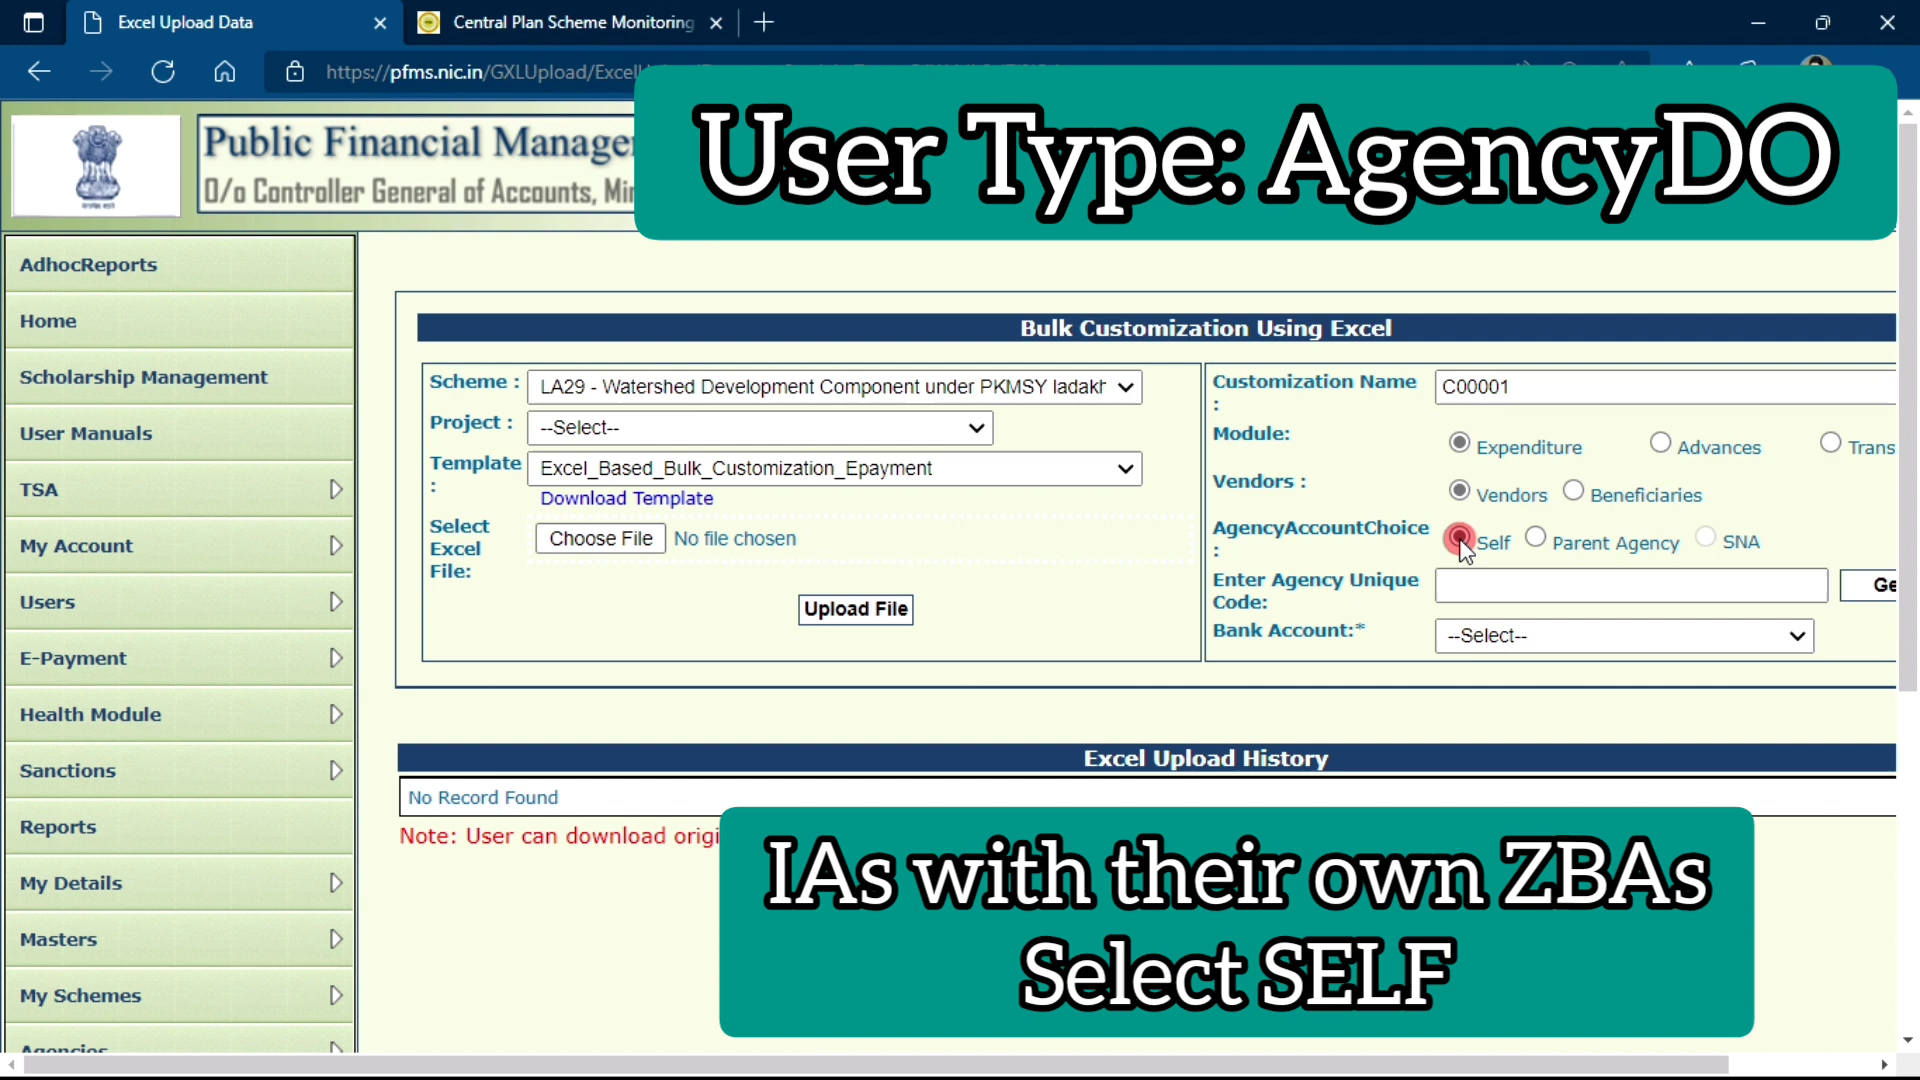 Excel Upload Data
Central Plan Scheme Monitoring
https://pfms.nic.in/GXLUpload/Excel
User Type: AgencyDO
Public Financial Manage
O/o Controller General of Accounts, Mi
AdhocReports
Home
Scholarship Management
User Manuals
TSA
My Account
Users
E-Payment
Health Module
Sanctions
Reports
My Details
Masters
My Schemes
Agencies
Bulk Customization Using Excel
Scheme :
LA29 - Watershed Development Component under PKMSY ladakh
Project :
--Select--
Template :
Excel_Based_Bulk_Customization_Epayment
Download Template
Select Excel File:
Choose File No file chosen
Upload File
Customization Name :
C00001
Module:
Expenditure Advances Trans
Vendors :
Vendors Beneficiaries
AgencyAccountChoice :
Self Parent Agency SNA
Enter Agency Unique Code:
Ge
Bank Account:*
--Select--
Excel Upload History
No Record Found
Note: User can download origi
IAs with their own ZBAs
Select SELF